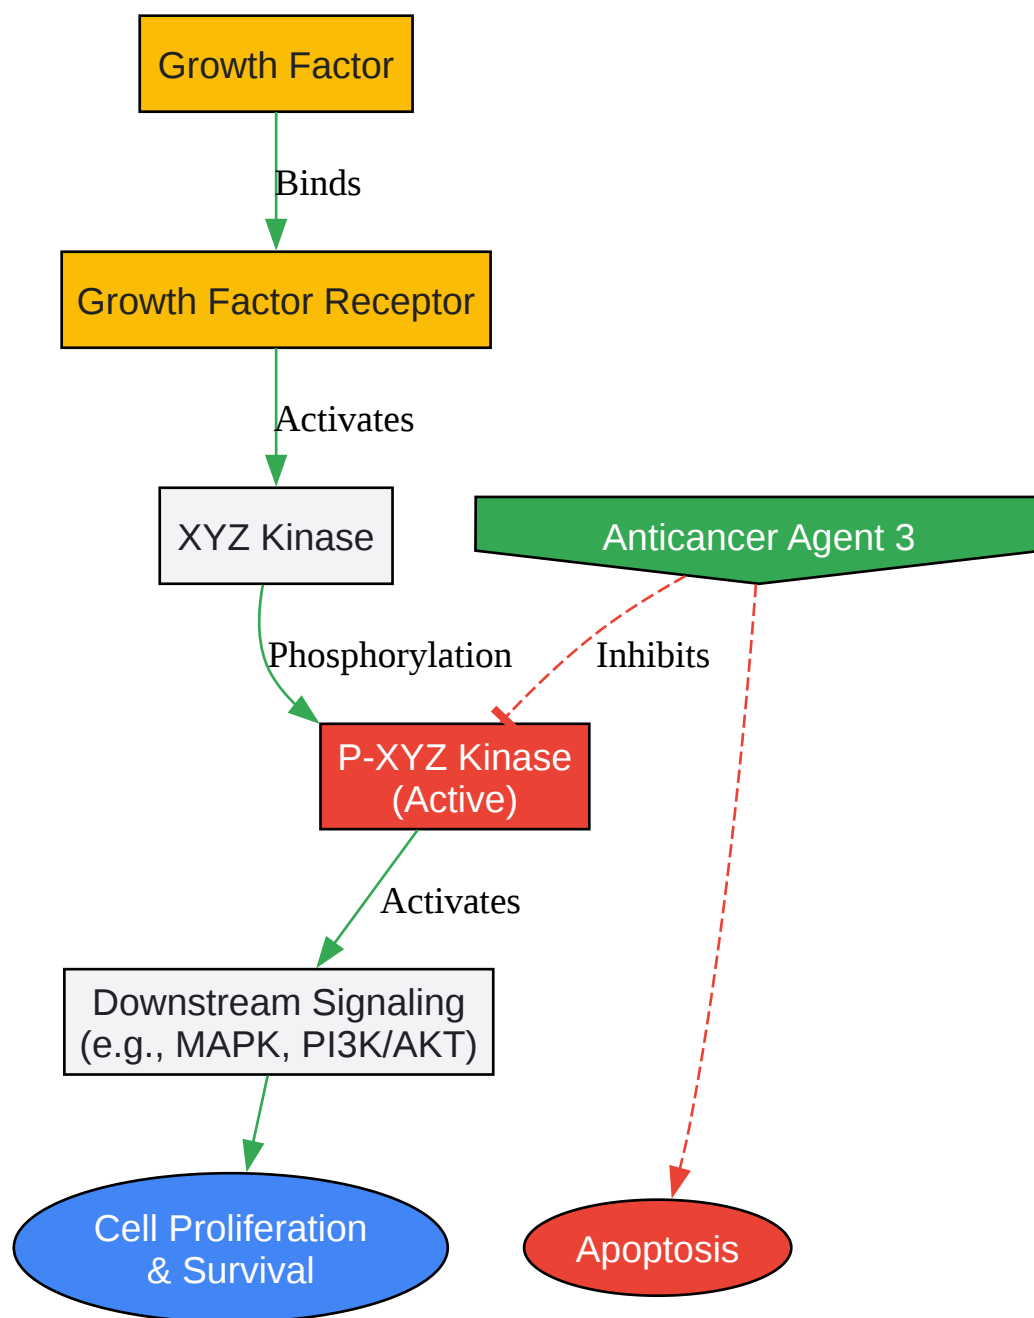 Growth Factor
Binds
Growth Factor Receptor
Activates
XYZ Kinase
Anticancer Agent 3
Phosphorylation
Inhibits
P-XYZ Kinase
(Active)
Activates
Downstream Signaling
(e.g., MAPK, PI3K/AKT)
Cell Proliferation
& Survival
Apoptosis